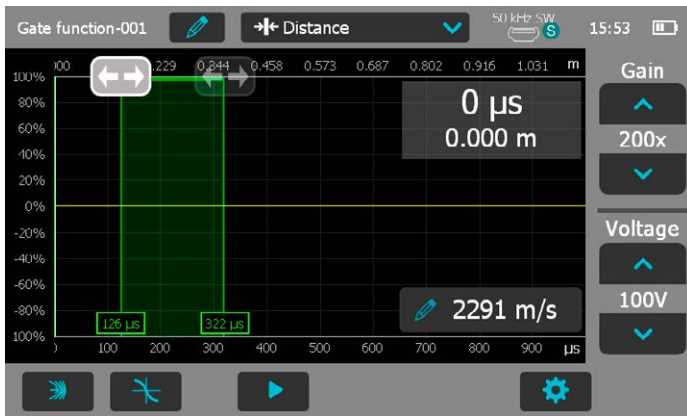 Gate function-001
Distance
50 kHz SW
S
15:53
.229 0.344 0.458 0.573 0.687 0.802 0.916 1.031 m
100%
80%
60%
40%
20%
0%
-20%
-40%
-60%
-80%
100%
0 µs
0.000 m
126 µs
322 µs
2291 m/s
100 200 300 400 500 600 700 800 900 µs
Gain
200x
Voltage
100V